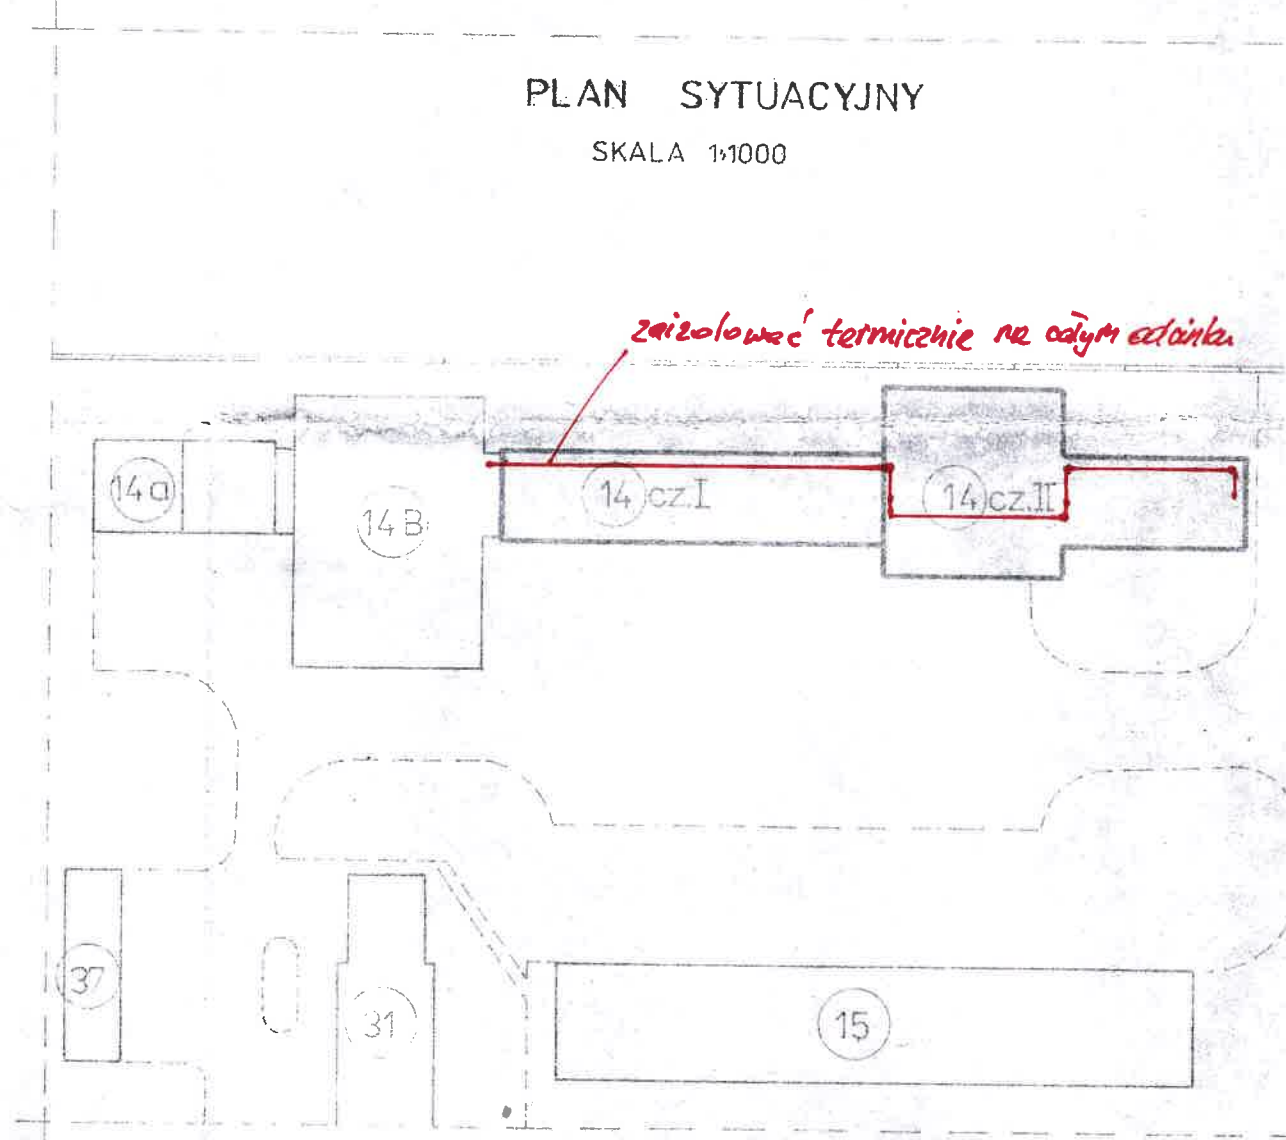 PLAN SYTUACYJNY
SKALA 1:1000
zaizolować termicznie na całym odcinku
14a
14B
14 cz.I
14 cz.II
37
31
15